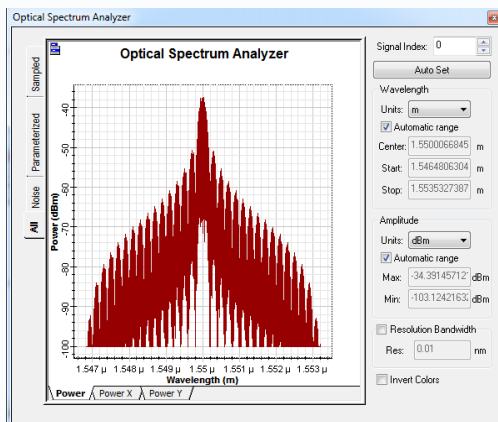 Optical Spectrum Analyzer
Optical Spectrum Analyzer
Sampled
Parameterized
Noise
All
Power (dBm)
-40
-50
-60
-70
-80
-90
-100
1.547 µ 1.548 µ 1.549 µ 1.55 µ 1.551 µ 1.552 µ 1.553 µ
Wavelength (m)
Power Power X Power Y
Signal Index: 0
Auto Set
Wavelength
Units: m
Automatic range
Center: 1.5500066845 m
Start: 1.5464806304 m
Stop: 1.5535327387 m
Amplitude
Units: dBm
Automatic range
Max: -34.39145712 dBm
Min: -103.1242163 dBm
Resolution Bandwidth
Res: 0.01 nm
Invert Colors